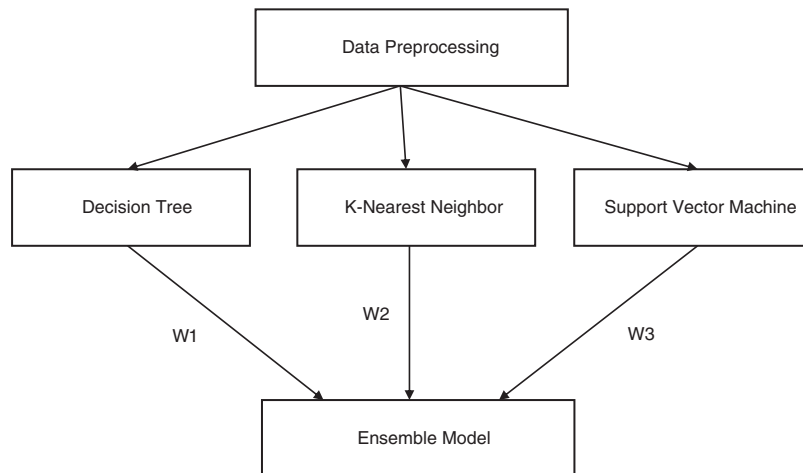 Data Preprocessing
Decision Tree
K-Nearest Neighbor
Support Vector Machine
W1
W2
W3
Ensemble Model